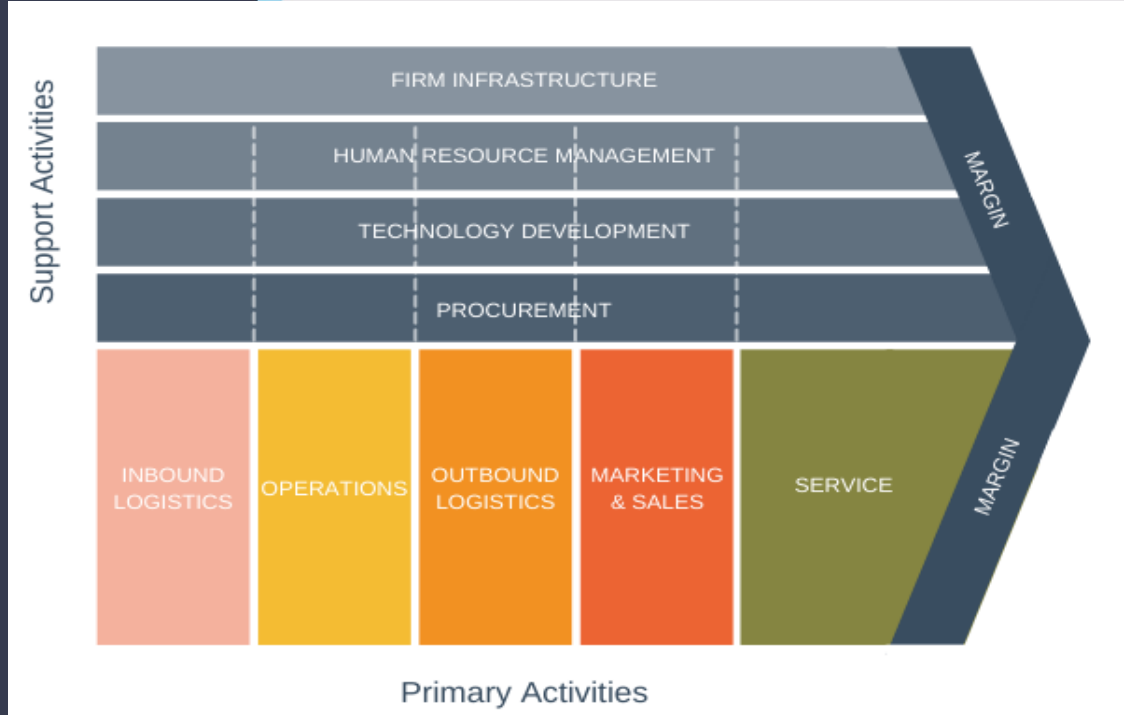 Support Activities
FIRM INFRASTRUCTURE
HUMAN RESOURCE MANAGEMENT
TECHNOLOGY DEVELOPMENT
PROCUREMENT
MARGIN
INBOUND
LOGISTICS
OPERATIONS
OUTBOUND
LOGISTICS
MARKETING
& SALES
SERVICE
MARGIN
Primary Activities